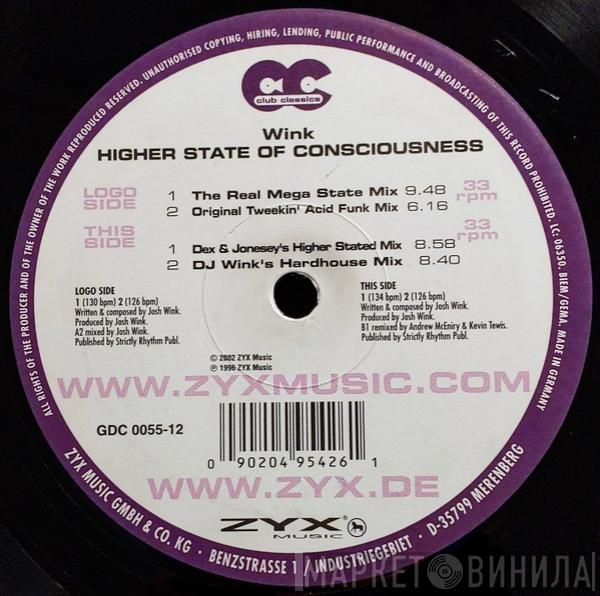 ALL RIGHTS OF THE PRODUCER AND OF THE OWNER OF THE WORK REPRODUCED RESERVED. UNAUTHORISED COPYING, HIRING, LENDING, PUBLIC PERFORMANCE AND BROADCASTING OF THIS RECORD PROHIBITED. LC: 06350. BIEM / GEMA. MADE IN GERMANY
CC
club classics
Wink
HIGHER STATE OF CONSCIOUSNESS
LOGO SIDE
1 The Real Mega State Mix 9.48
2 Original Tweekin' Acid Funk Mix 6.16
33 rpm
THIS SIDE
1 Dex & Jonesey's Higher Stated Mix 8.58
2 DJ Wink's Hardhouse Mix 8.40
33 rpm
LOGO SIDE
1 (130 bpm) 2 (126 bpm)
Written & composed by Josh Wink.
Produced by Josh Wink.
A2 mixed by Josh Wink.
Published by Strictly Rhythm Publ.
THIS SIDE
1 (134 bpm) 2 (126 bpm)
Written & composed by Josh Wink.
Produced by Josh Wink.
B1 remixed by Andrew McEniry & Kevin Tewis.
Published by Strictly Rhythm Publ.
© 2002 ZYX Music
℗ 1996 ZYX Music
WWW.ZYXMUSIC.COM
GDC 0055-12
0 90204 95426 1
WWW.ZYX.DE
ZYX®
MUSIC
ZYX MUSIC GMBH & CO. KG · BENZSTRASSE 1 / INDUSTRIEGEBIET · D-35799 MERENBERG
МАРКЕТ ВИНИЛА